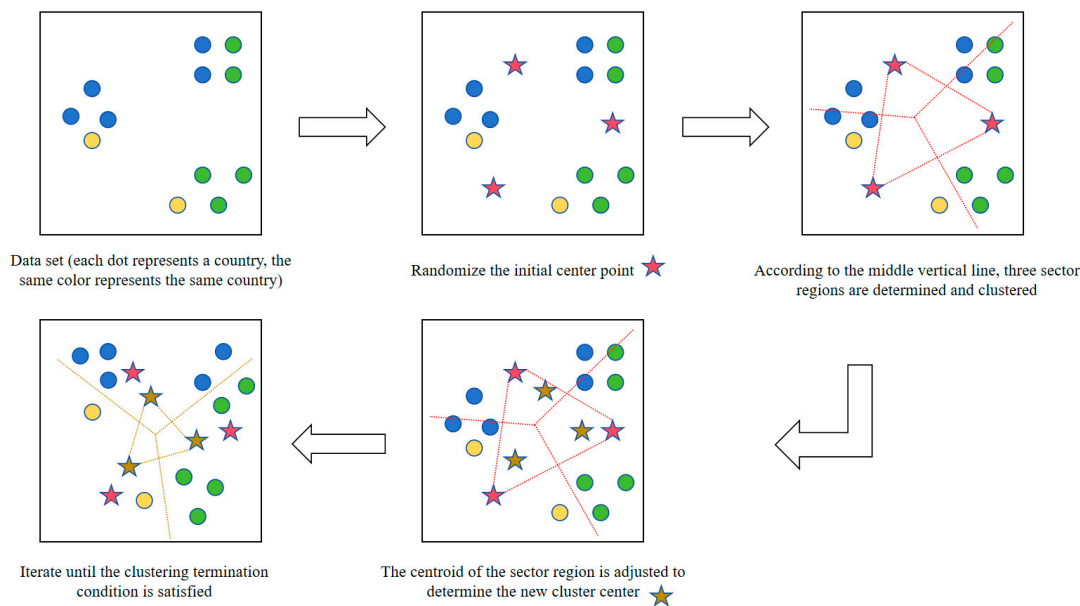 Data set (each dot represents a country, the
same color represents the same country)
Randomize the initial center point
According to the middle vertical line, three sector
regions are determined and clustered
The centroid of the sector region is adjusted to
determine the new cluster center
Iterate until the clustering termination
condition is satisfied